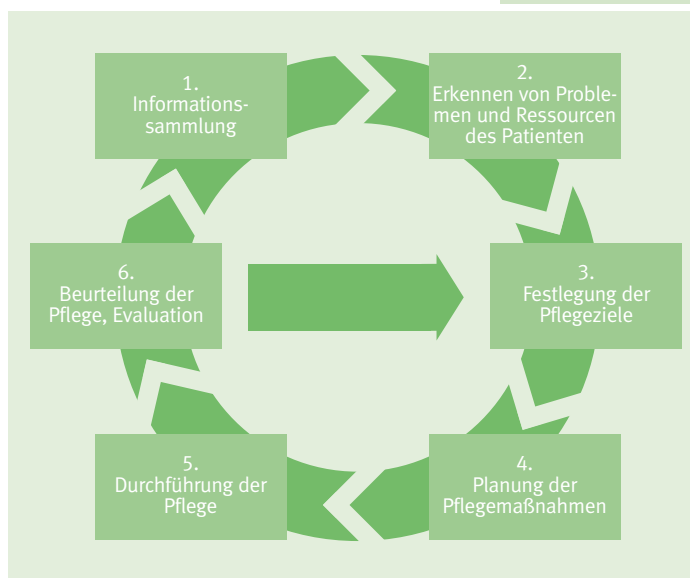 1.
Informations-
sammlung
2.
Erkennen von Proble-
men und Ressourcen
des Patienten
3.
Festlegung der
Pflegeziele
4.
Planung der
Pflegemaßnahmen
5.
Durchführung der
Pflege
6.
Beurteilung der
Pflege, Evaluation